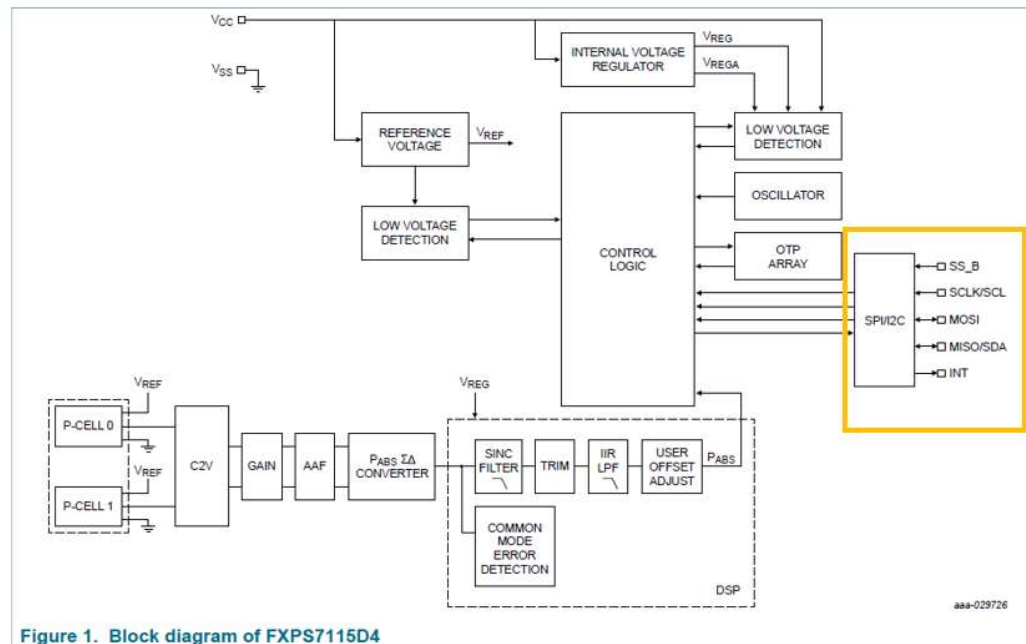 VCC
VSS
INTERNAL VOLTAGE
REGULATOR
VREG
VREGA
REFERENCE
VOLTAGE
VREF
LOW VOLTAGE
DETECTION
LOW VOLTAGE
DETECTION
OSCILLATOR
OTP
ARRAY
CONTROL
LOGIC
SPI/I2C
SS_B
SCLK/SCL
MOSI
MISO/SDA
INT
VREF
P-CELL 0
VREF
P-CELL 1
C2V
GAIN
AAF
PABS ΣΔ
CONVERTER
VREG
SINC
FILTER
TRIM
IIR
LPF
USER
OFFSET
ADJUST
PABS
COMMON
MODE
ERROR
DETECTION
DSP
aaa-029726
Figure 1. Block diagram of FXPS7115D4